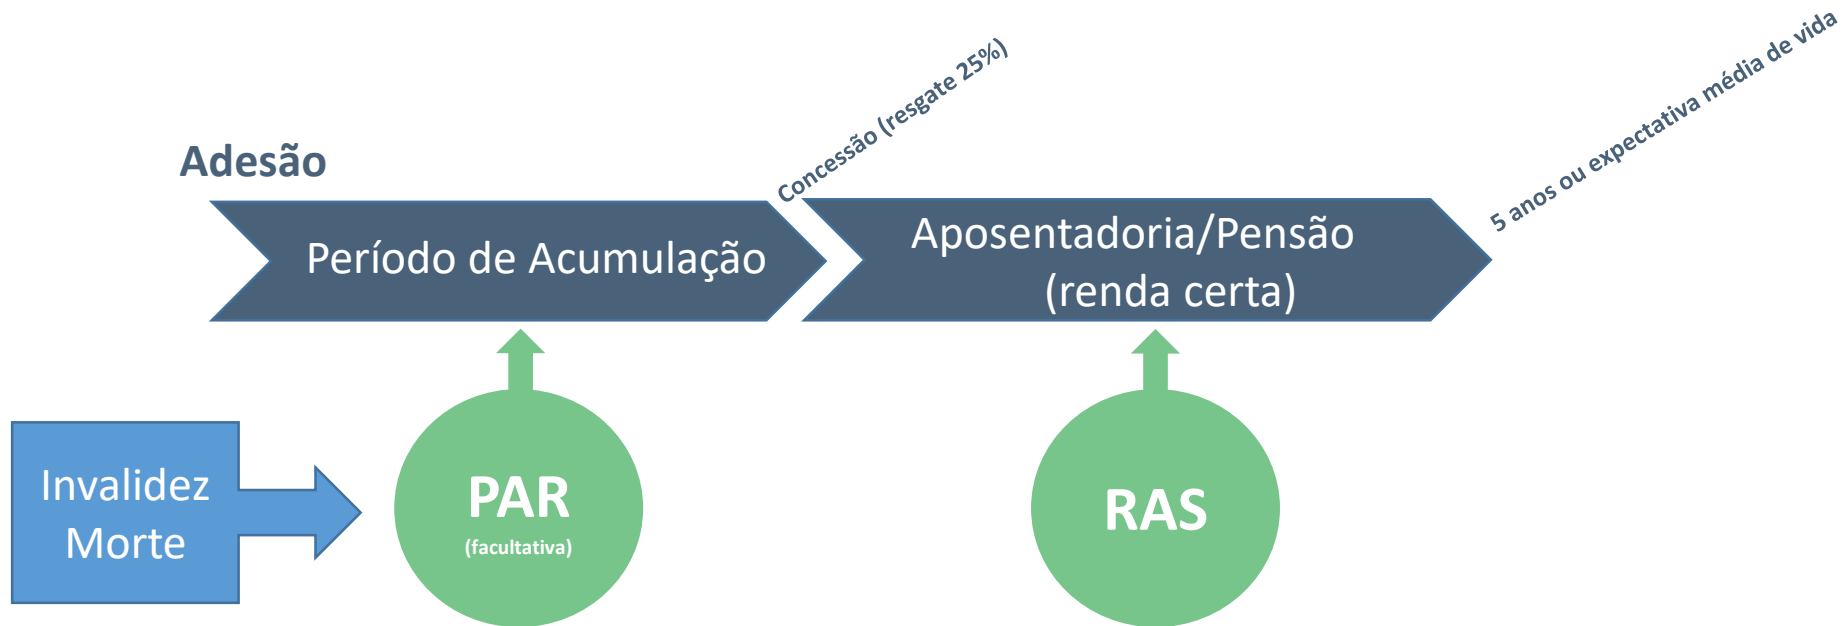 Adesão
Concessão (resgate 25%)
5 anos ou expectativa média de vida
Período de Acumulação
Aposentadoria/Pensão
(renda certa)
Invalidez
Morte
PAR
(facultativa)
RAS